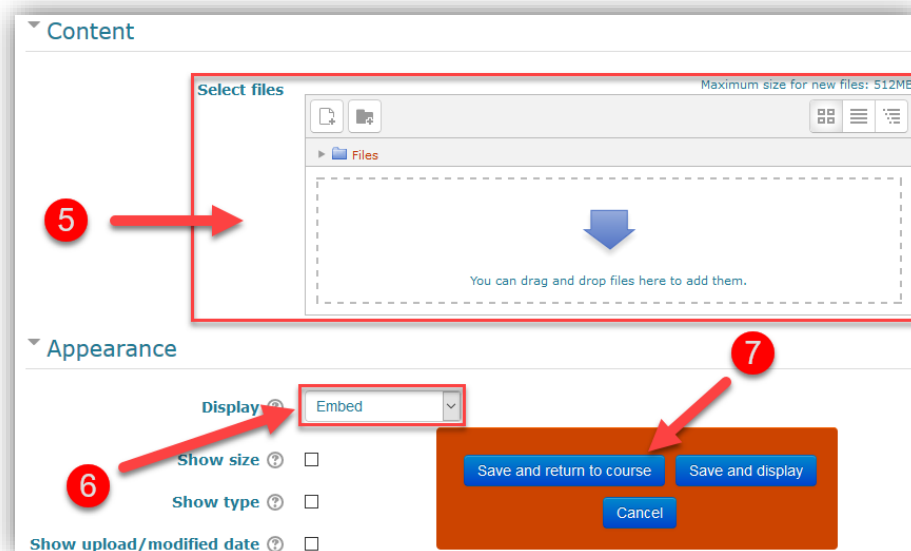 Content
Select files
Maximum size for new files: 512MB
Files
5
You can drag and drop files here to add them.
Appearance
7
Display
Embed
6
Show size
Save and return to course
Save and display
Show type
Cancel
Show upload/modified date